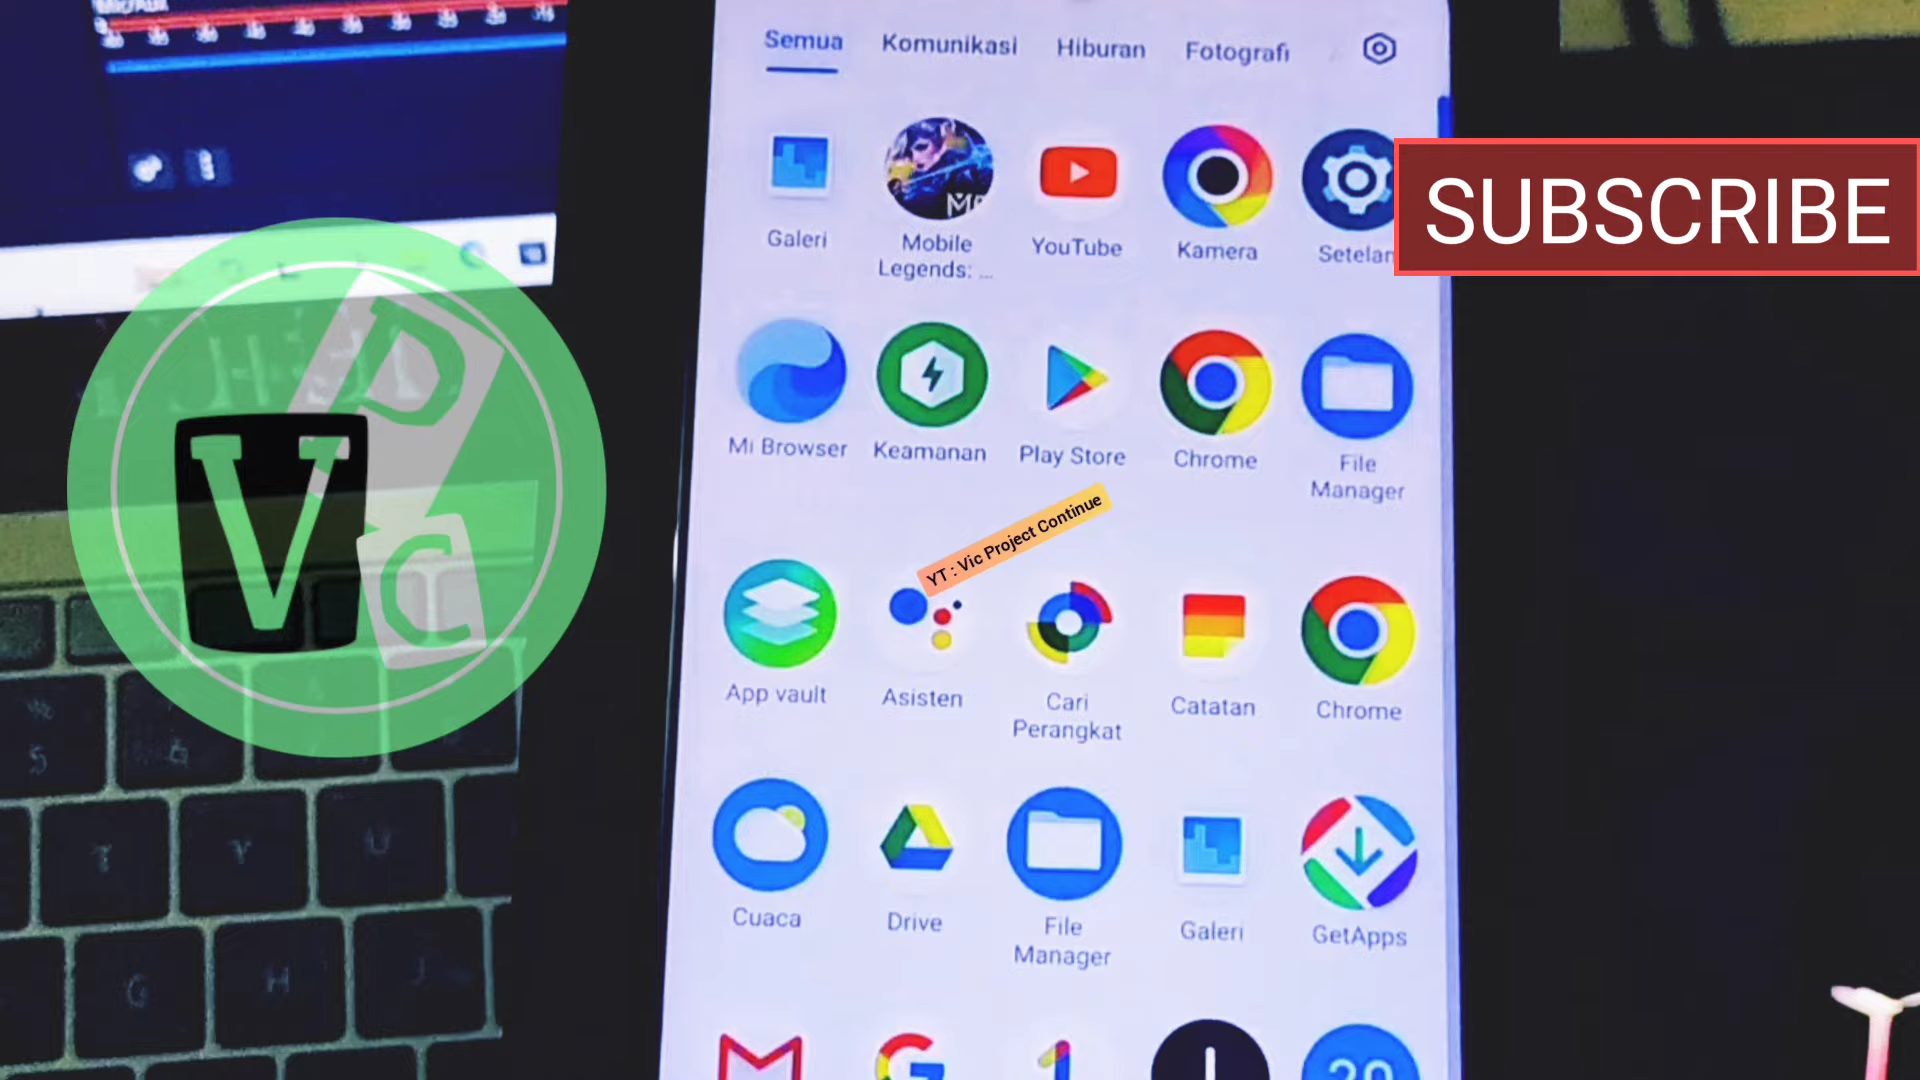 Semua Komunikasi Hiburan Fotografi
SUBSCRIBE
Galeri
Mobile
Legends: ...
YouTube
Kamera
Setelan
Mi Browser
Keamanan
Play Store
Chrome
File
Manager
YT : Vic Project Continue
V
P
C
App vault
Asisten
Cari
Perangkat
Catatan
Chrome
Cuaca
Drive
File
Manager
Galeri
GetApps
S
T
Y
U
G
H
J